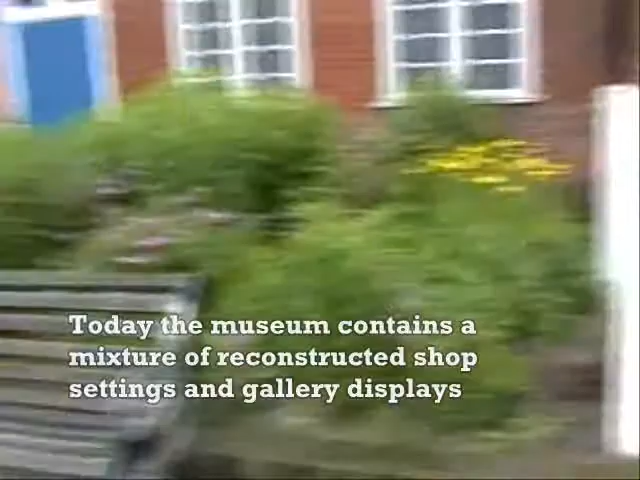 Today the museum contains a
mixture of reconstructed shop
settings and gallery displays